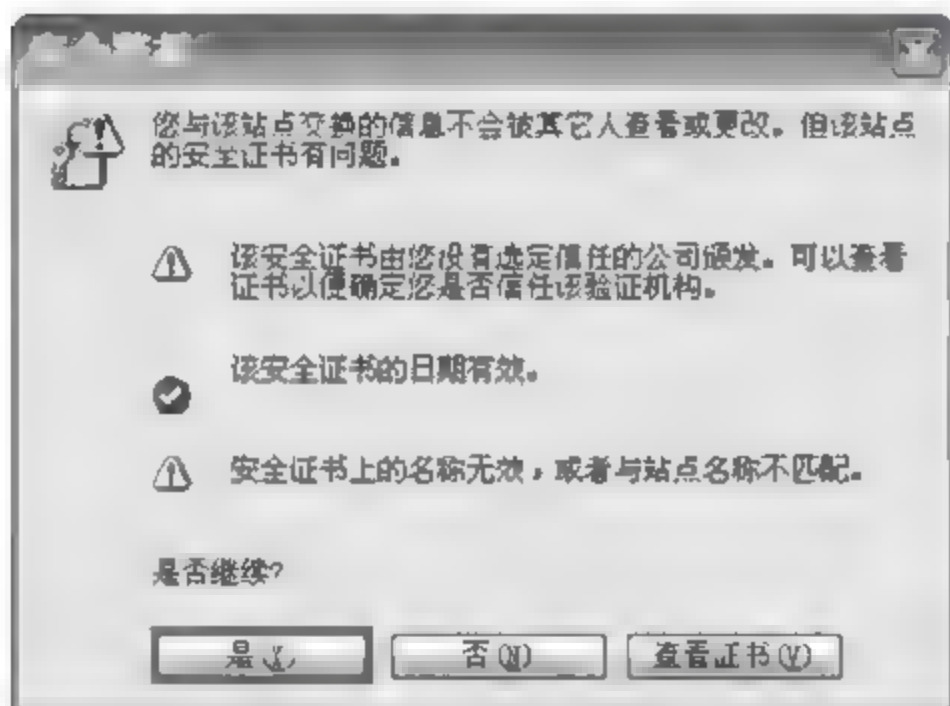 您与该站点交换的信息不会被其它人查看或更改。但该站点
的安全证书有问题。
该安全证书由您没有选定信任的公司颁发。可以查看
证书以便确定您是否信任该验证机构。
该安全证书的日期有效。
安全证书上的名称无效，或者与站点名称不匹配。
是否继续?
是(Y) 否(N) 查看证书(V)